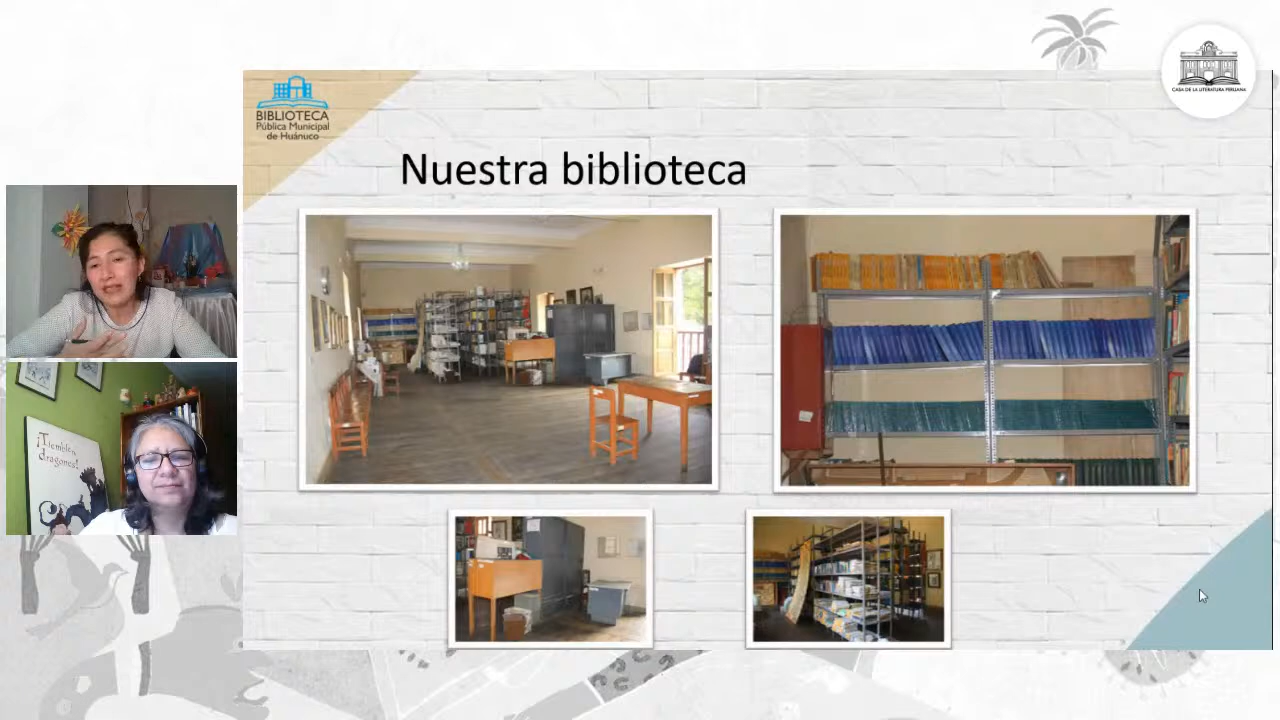 BIBLIOTECA
Pública Municipal
de Huánuco
CASA DE LA LITERATURA PERUANA
Nuestra biblioteca
¡Tiemblen,
dragones!